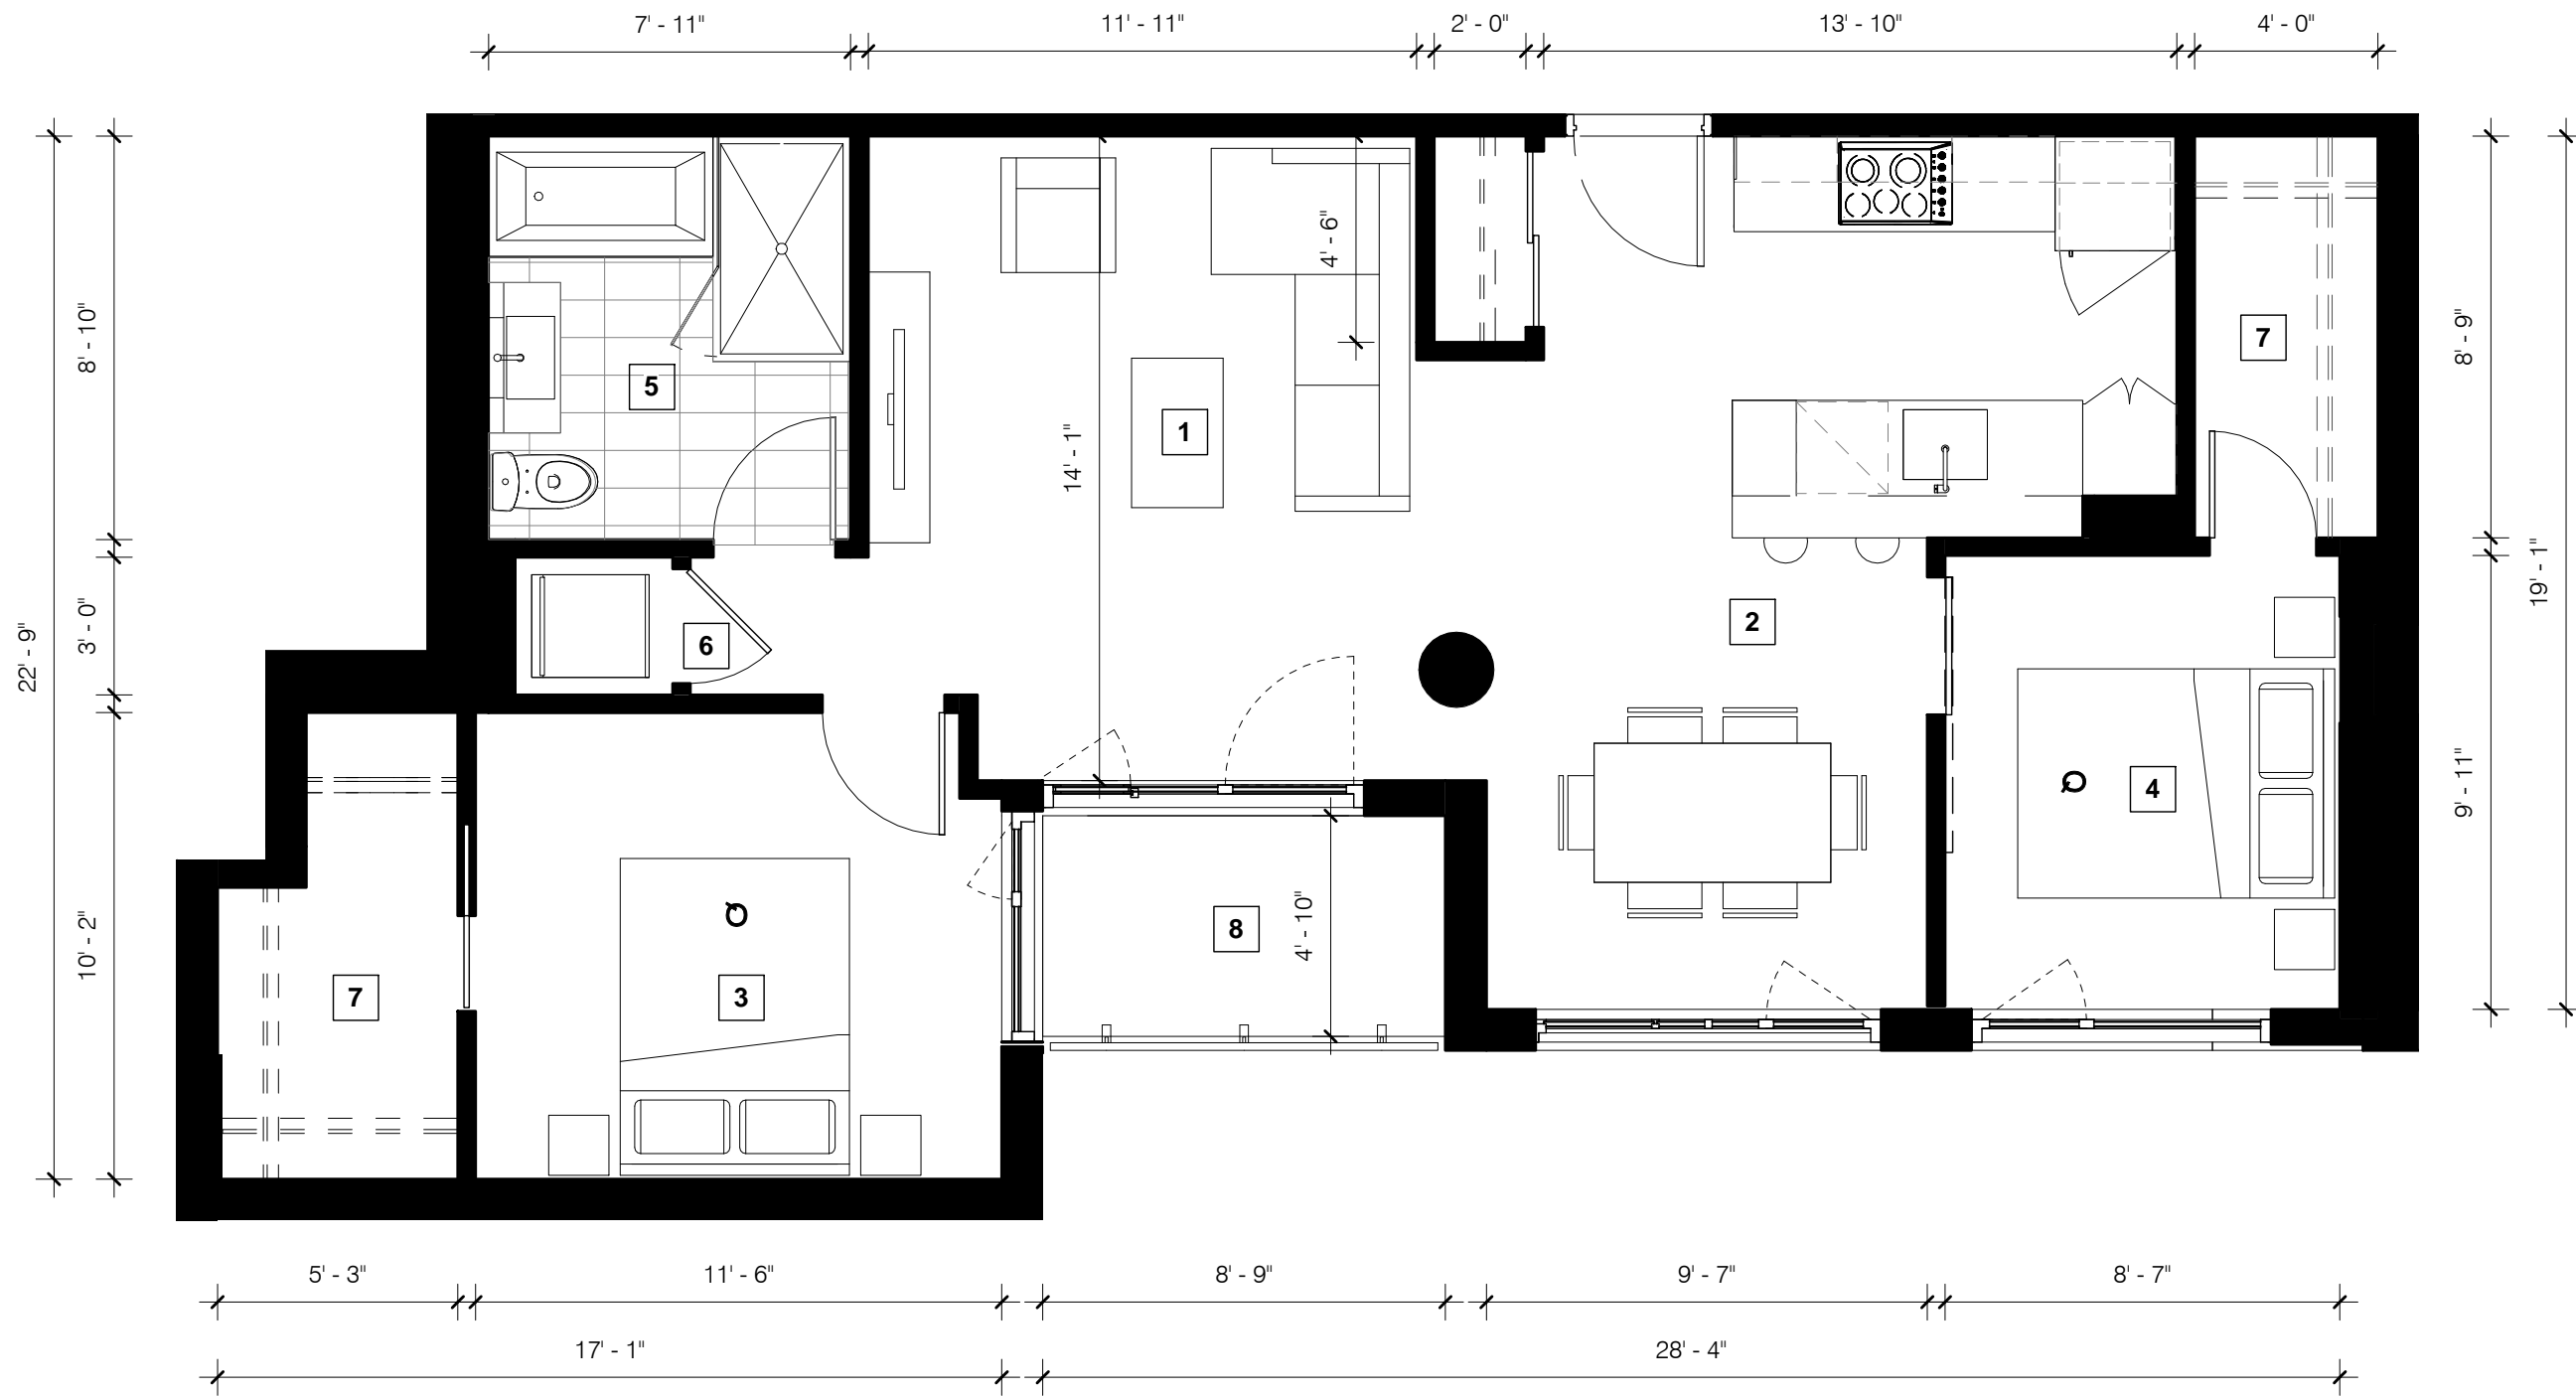 7' - 11"
11' - 11"
2' - 0"
13' - 10"
4' - 0"
22' - 9"
8' - 10"
3' - 0"
10' - 2"
14' - 1"
4' - 6"
4' - 10"
8' - 9"
9' - 11"
19' - 1"
5
1
7
6
2
4
8
7
3
Q
Q
5' - 3"
11' - 6"
8' - 9"
9' - 7"
8' - 7"
17' - 1"
28' - 4"